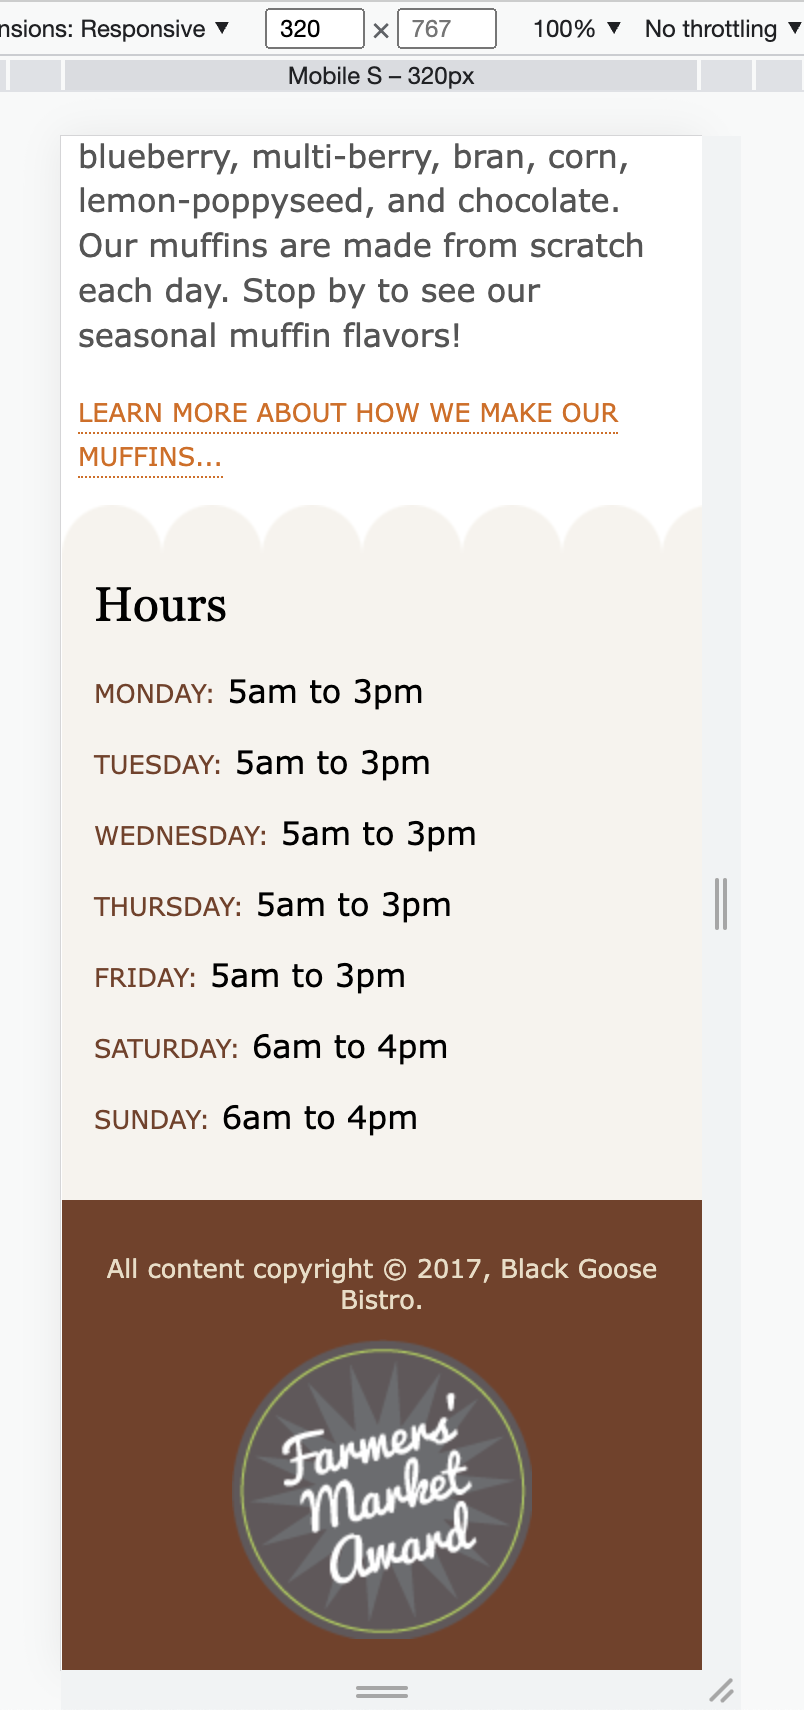 nsions: Responsive ▼ 320 × 767 100% ▼ No throttling ▼
Mobile S – 320px
blueberry, multi-berry, bran, corn,
lemon-poppyseed, and chocolate.
Our muffins are made from scratch
each day. Stop by to see our
seasonal muffin flavors!
LEARN MORE ABOUT HOW WE MAKE OUR
MUFFINS...
Hours
MONDAY: 5am to 3pm
TUESDAY: 5am to 3pm
WEDNESDAY: 5am to 3pm
THURSDAY: 5am to 3pm
FRIDAY: 5am to 3pm
SATURDAY: 6am to 4pm
SUNDAY: 6am to 4pm
All content copyright © 2017, Black Goose
Bistro.
Farmers'
Market
Award